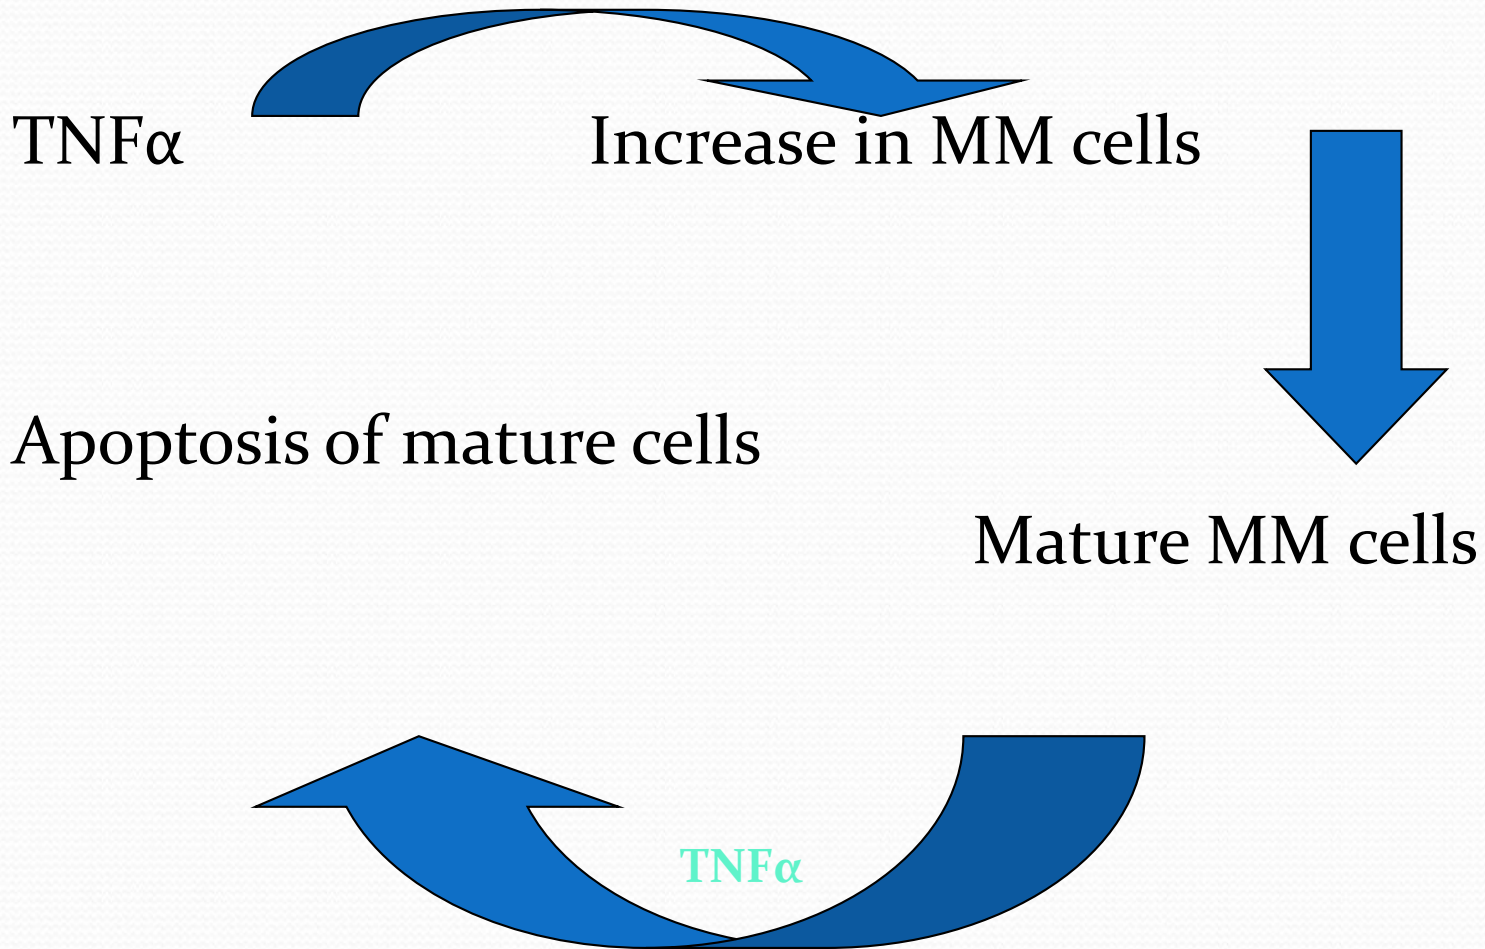 TNFα
Increase in MM cells
Apoptosis of mature cells
Mature MM cells
TNFα